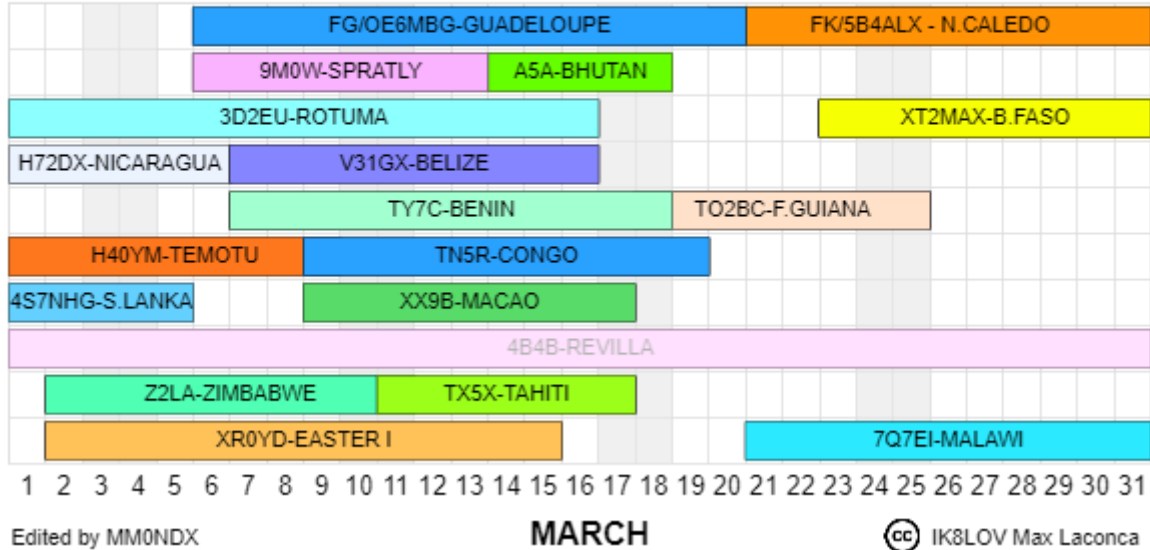 FG/OE6MBG-GUADELOUPE FK/5B4ALX - N.CALEDO
9M0W-SPRATLY A5A-BHUTAN
3D2EU-ROTUMA XT2MAX-B.FASO
H72DX-NICARAGUA V31GX-BELIZE
TY7C-BENIN TO2BC-F.GUIANA
H40YM-TEMOTU TN5R-CONGO
4S7NHG-S.LANKA XX9B-MACAO
4B4B-REVILLA
Z2LA-ZIMBABWE TX5X-TAHITI
XR0YD-EASTER I 7Q7EI-MALAWI
1 2 3 4 5 6 7 8 9 10 11 12 13 14 15 16 17 18 19 20 21 22 23 24 25 26 27 28 29 30 31
Edited by MM0NDX MARCH cc IK8LOV Max Laconca